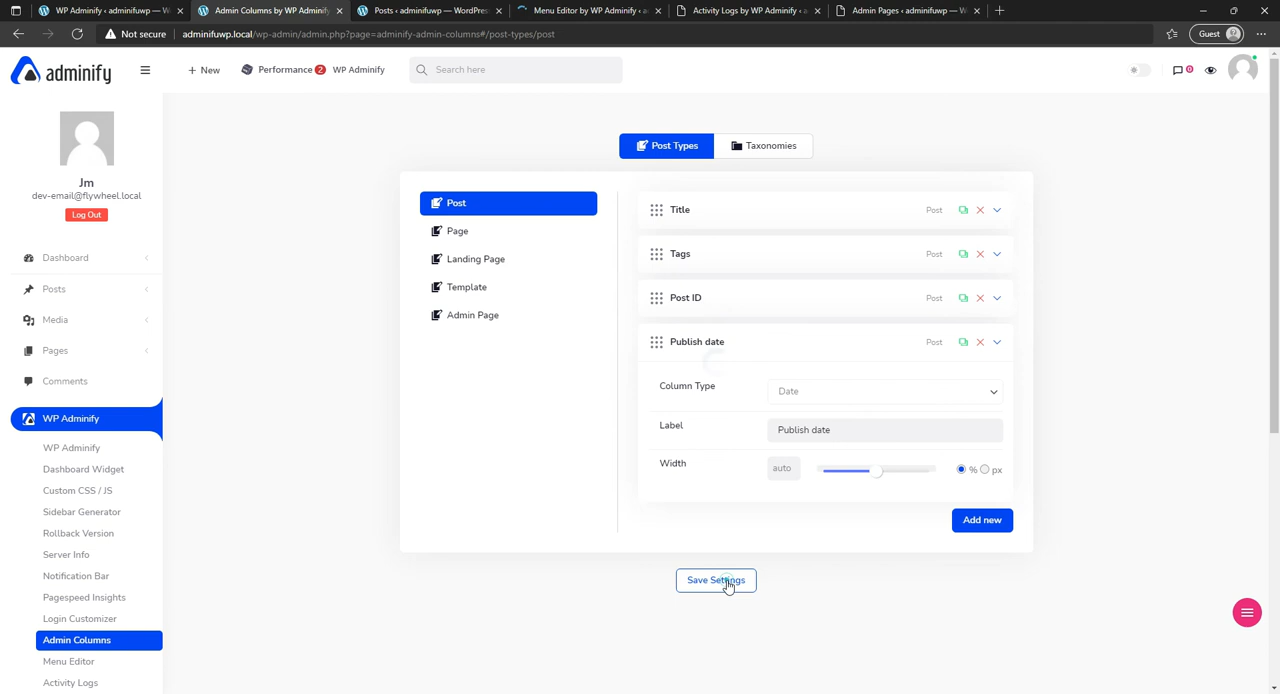 WP Adminify ‹ adminifuwp — W
Admin Columns by WP Adminify
Posts ‹ adminifuwp — WordPres
Menu Editor by WP Adminify ‹ a
Activity Logs by WP Adminify ‹
Admin Pages ‹ adminifuwp — W
Not secure
adminifuwp.local/wp-admin/admin.php?page=adminify-admin-columns#/post-types/post
Guest
adminify
New
Performance 2
WP Adminify
Search here
0
Jm
dev-email@flywheel.local
Log Out
Dashboard
Posts
Media
Pages
Comments
WP Adminify
WP Adminify
Dashboard Widget
Custom CSS / JS
Sidebar Generator
Rollback Version
Server Info
Notification Bar
Pagespeed Insights
Login Customizer
Admin Columns
Menu Editor
Activity Logs
Post Types
Taxonomies
Post
Page
Landing Page
Template
Admin Page
Title Post
Tags Post
Post ID Post
Publish date Post
Column Type Date
Label Publish date
Width auto % px
Add new
Save Settings